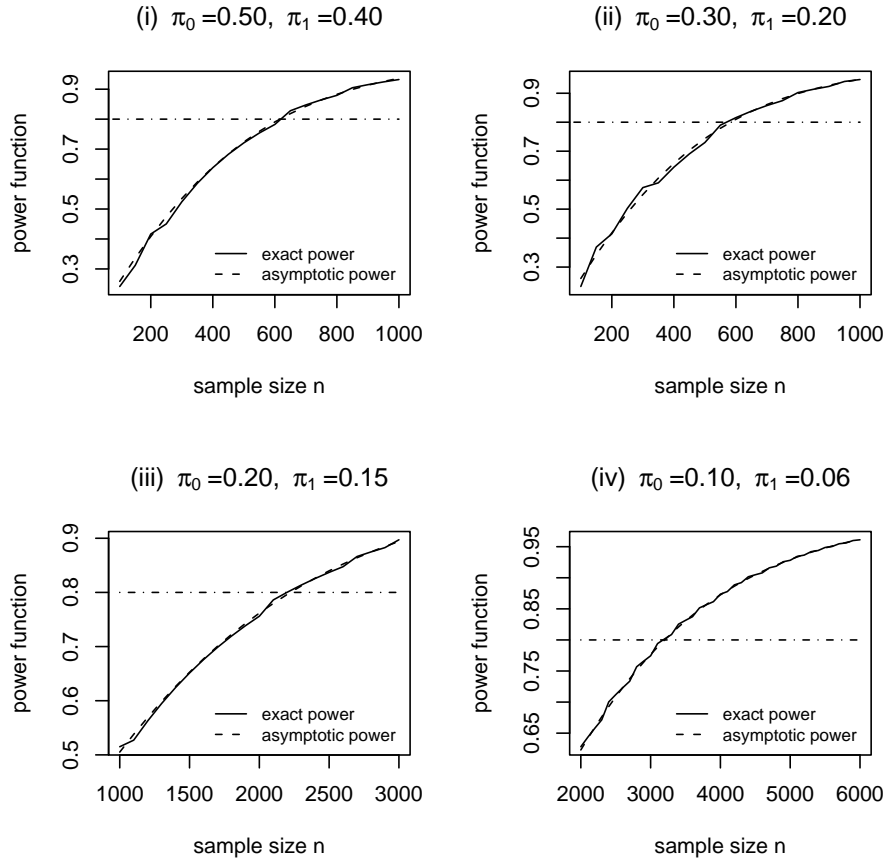 (i) π₀ =0.50, π₁ =0.40
power function
0.3 0.5 0.7 0.9
exact power
asymptotic power
200 400 600 800 1000
sample size n
(ii) π₀ =0.30, π₁ =0.20
power function
0.3 0.5 0.7 0.9
exact power
asymptotic power
200 400 600 800 1000
sample size n
(iii) π₀ =0.20, π₁ =0.15
power function
0.5 0.6 0.7 0.8 0.9
exact power
asymptotic power
1000 1500 2000 2500 3000
sample size n
(iv) π₀ =0.10, π₁ =0.06
power function
0.65 0.75 0.85 0.95
exact power
asymptotic power
2000 3000 4000 5000 6000
sample size n